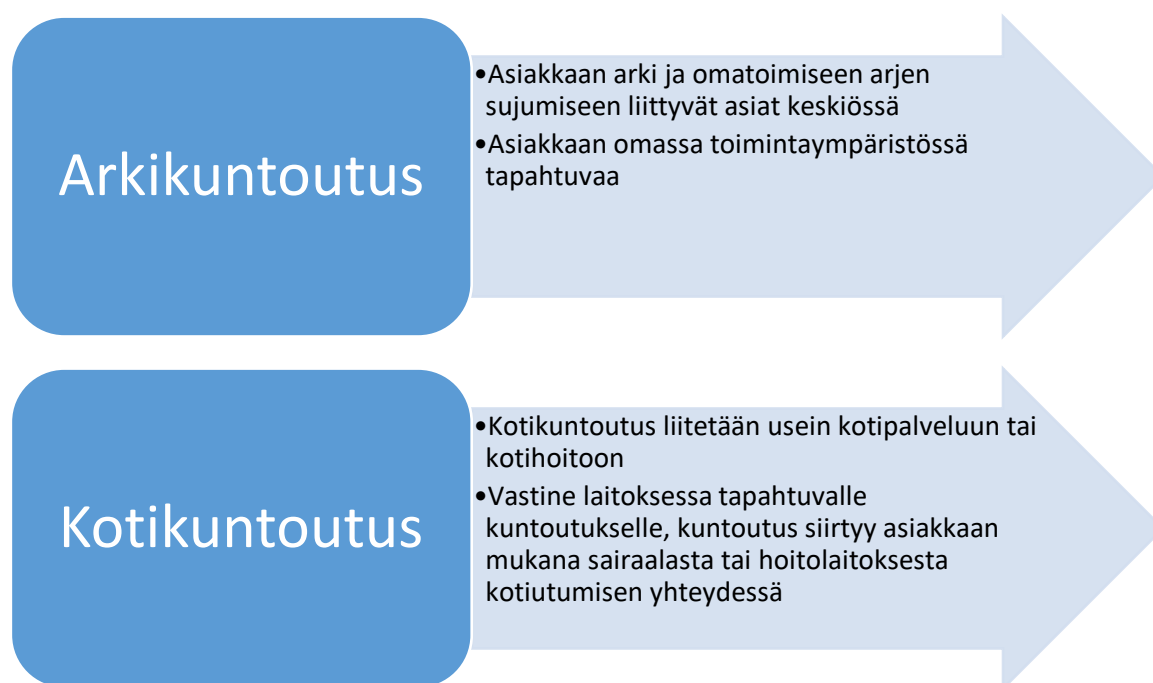 Arkikuntoutus
•Asiakkaan arki ja omatoimiseen arjen
sujumiseen liittyvät asiat keskiössä
•Asiakkaan omassa toimintaympäristössä
tapahtuvaa
Kotikuntoutus
•Kotikuntoutus liitetään usein kotipalveluun tai
kotihoitoon
•Vastine laitoksessa tapahtuvalle
kuntoutukselle, kuntoutus siirtyy asiakkaan
mukana sairaalasta tai hoitolaitoksesta
kotiutumisen yhteydessä